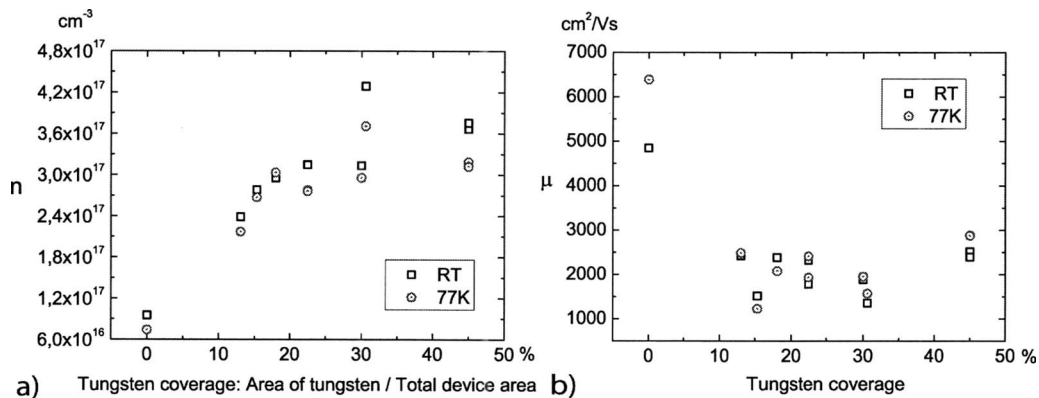 cm-3
4,8x10^17
4,2x10^17
3,6x10^17
3,0x10^17
2,4x10^17
1,8x10^17
1,2x10^17
6,0x10^16
n
RT
77K
0 10 20 30 40 50 %
a) Tungsten coverage: Area of tungsten / Total device area
cm2/Vs
7000
6000
5000
4000
3000
2000
1000
μ
RT
77K
0 10 20 30 40 50 %
b) Tungsten coverage